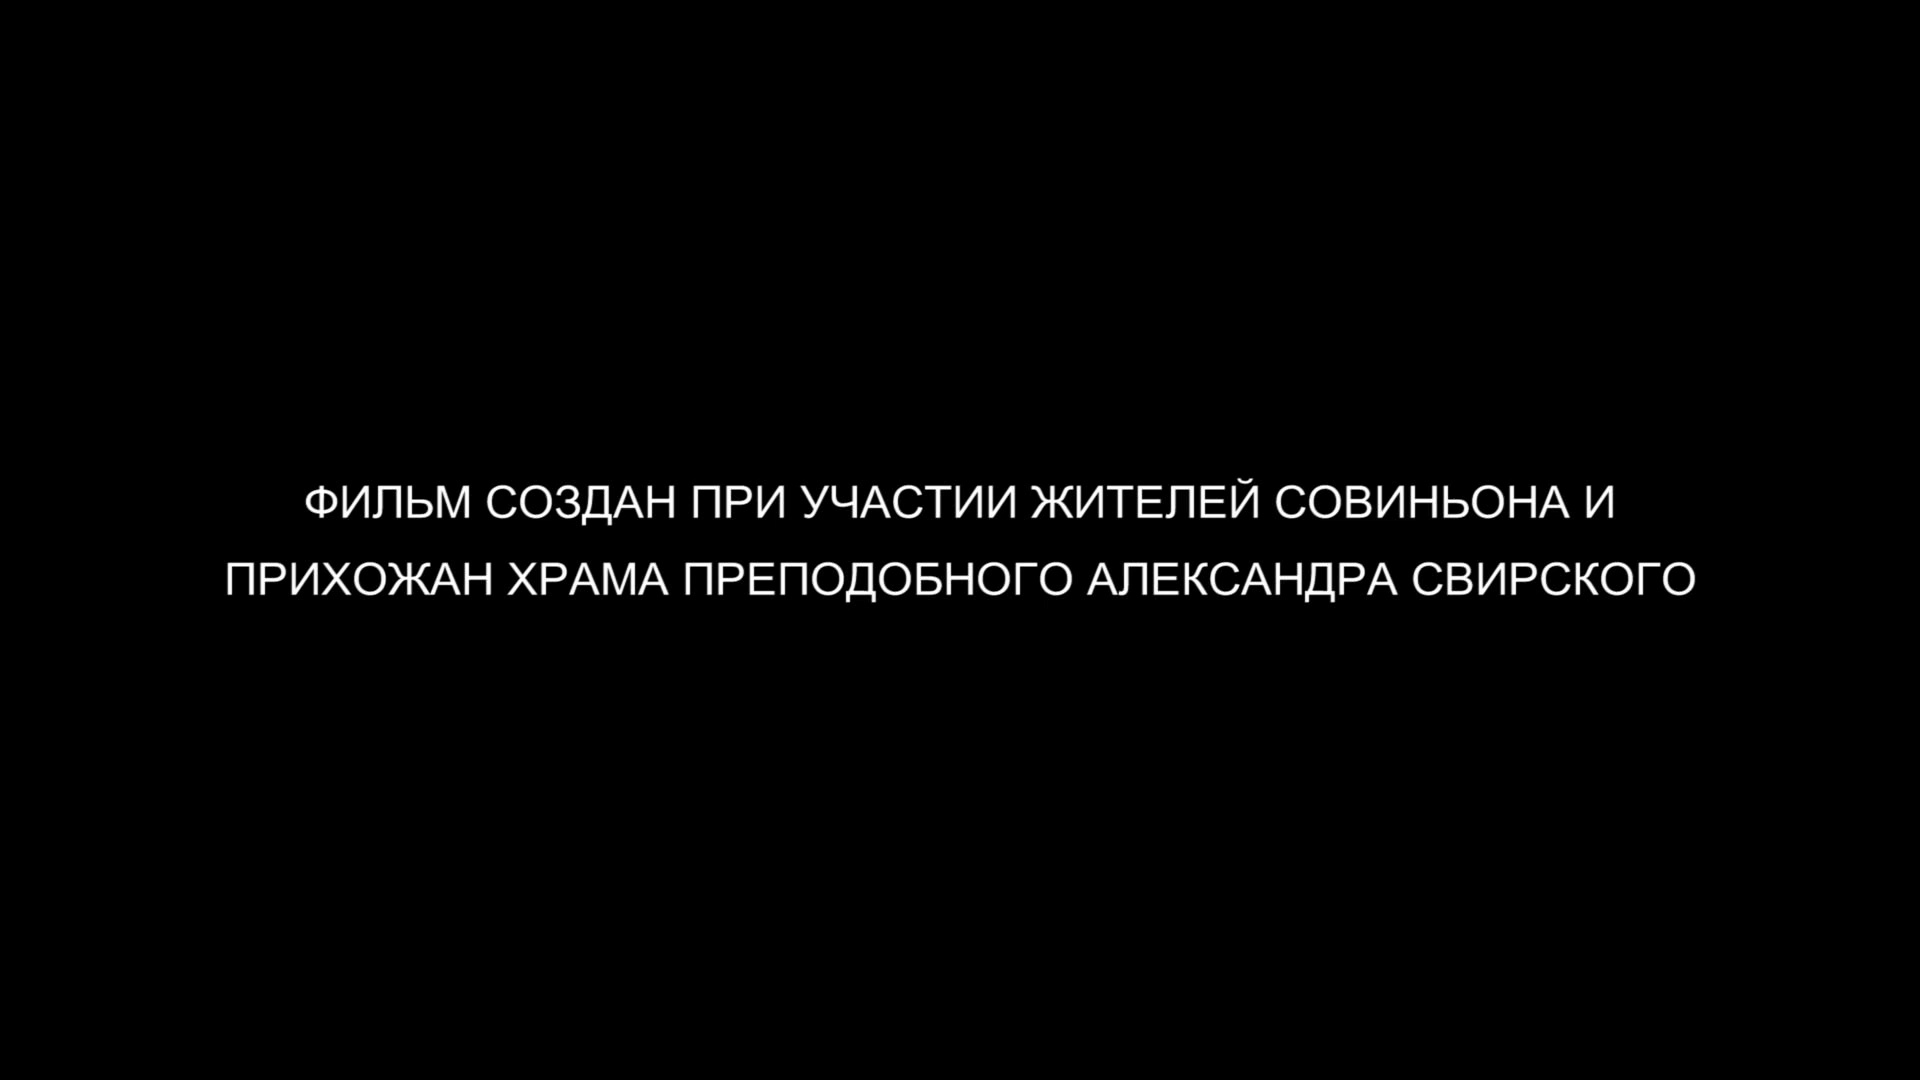 ФИЛЬМ СОЗДАН ПРИ УЧАСТИИ ЖИТЕЛЕЙ СОВИНЬОНА И
ПРИХОЖАН ХРАМА ПРЕПОДОБНОГО АЛЕКСАНДРА СВИРСКОГО